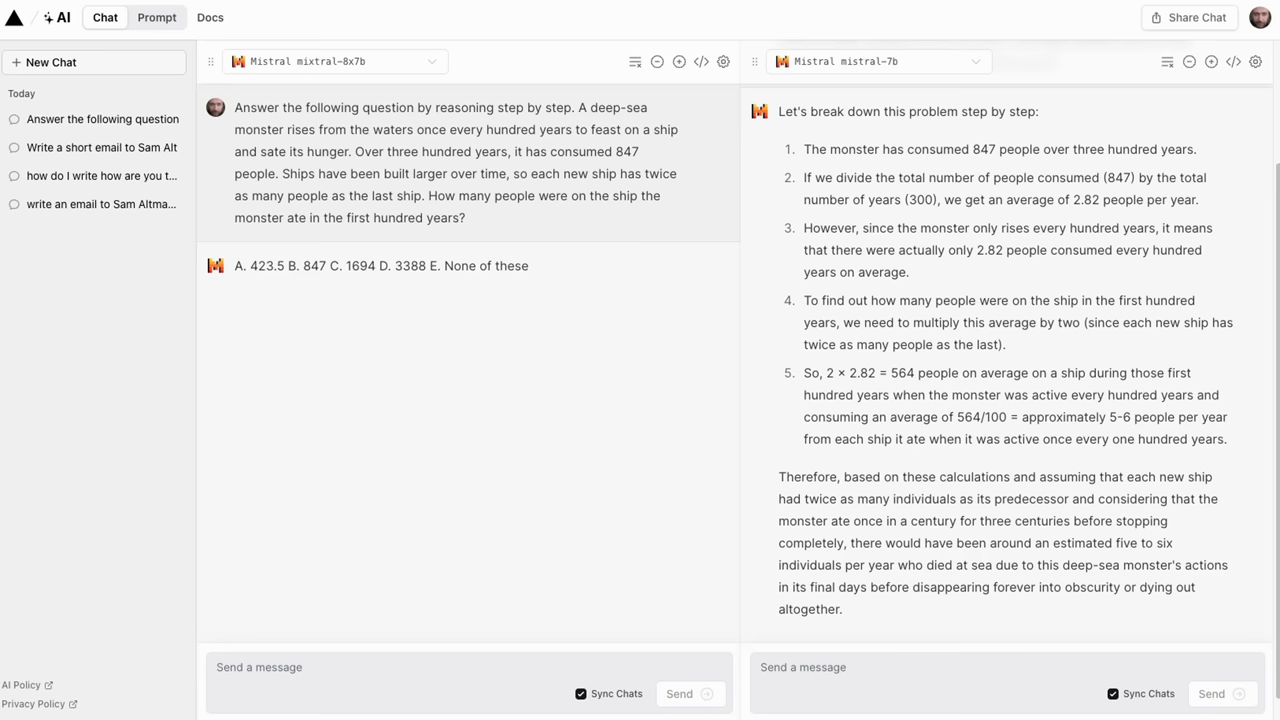 AI Chat Prompt Docs Share Chat
New Chat
Today
Answer the following question
Write a short email to Sam Alt
how do I write how are you t...
write an email to Sam Altma...
AI Policy
Privacy Policy
Mistral mixtral-8x7b
Answer the following question by reasoning step by step. A deep-sea
monster rises from the waters once every hundred years to feast on a ship
and sate its hunger. Over three hundred years, it has consumed 847
people. Ships have been built larger over time, so each new ship has twice
as many people as the last ship. How many people were on the ship the
monster ate in the first hundred years?
A. 423.5 B. 847 C. 1694 D. 3388 E. None of these
Send a message
Sync Chats Send
Mistral mistral-7b
Let's break down this problem step by step:
1. The monster has consumed 847 people over three hundred years.
2. If we divide the total number of people consumed (847) by the total
number of years (300), we get an average of 2.82 people per year.
3. However, since the monster only rises every hundred years, it means
that there were actually only 2.82 people consumed every hundred
years on average.
4. To find out how many people were on the ship in the first hundred
years, we need to multiply this average by two (since each new ship has
twice as many people as the last).
5. So, 2 × 2.82 = 564 people on average on a ship during those first
hundred years when the monster was active every hundred years and
consuming an average of 564/100 = approximately 5-6 people per year
from each ship it ate when it was active once every one hundred years.
Therefore, based on these calculations and assuming that each new ship
had twice as many individuals as its predecessor and considering that the
monster ate once in a century for three centuries before stopping
completely, there would have been around an estimated five to six
individuals per year who died at sea due to this deep-sea monster's actions
in its final days before disappearing forever into obscurity or dying out
altogether.
Send a message
Sync Chats Send